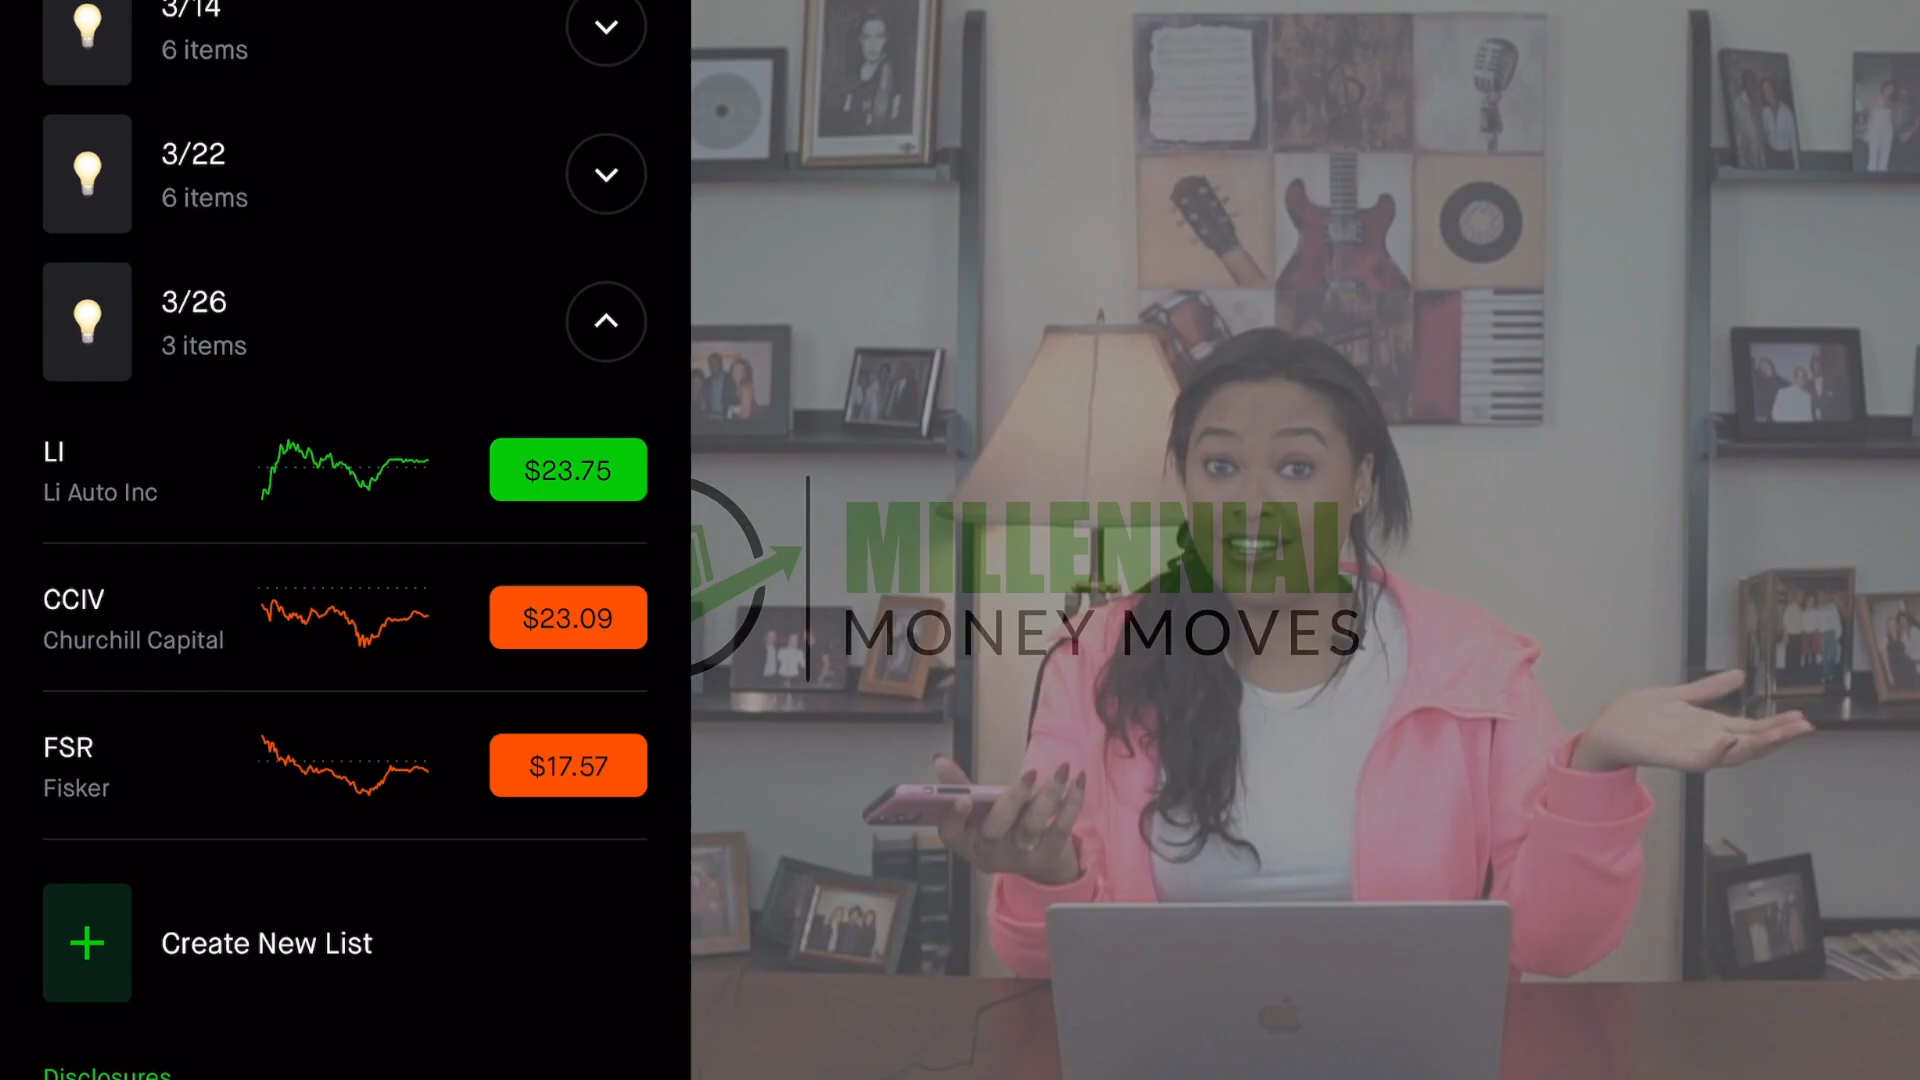 3/14
6 items
3/22
6 items
3/26
3 items
LI
Li Auto Inc
$23.75
CCIV
Churchill Capital
$23.09
FSR
Fisker
$17.57
Create New List
Disclosures
MILLENNIAL
MONEY MOVES